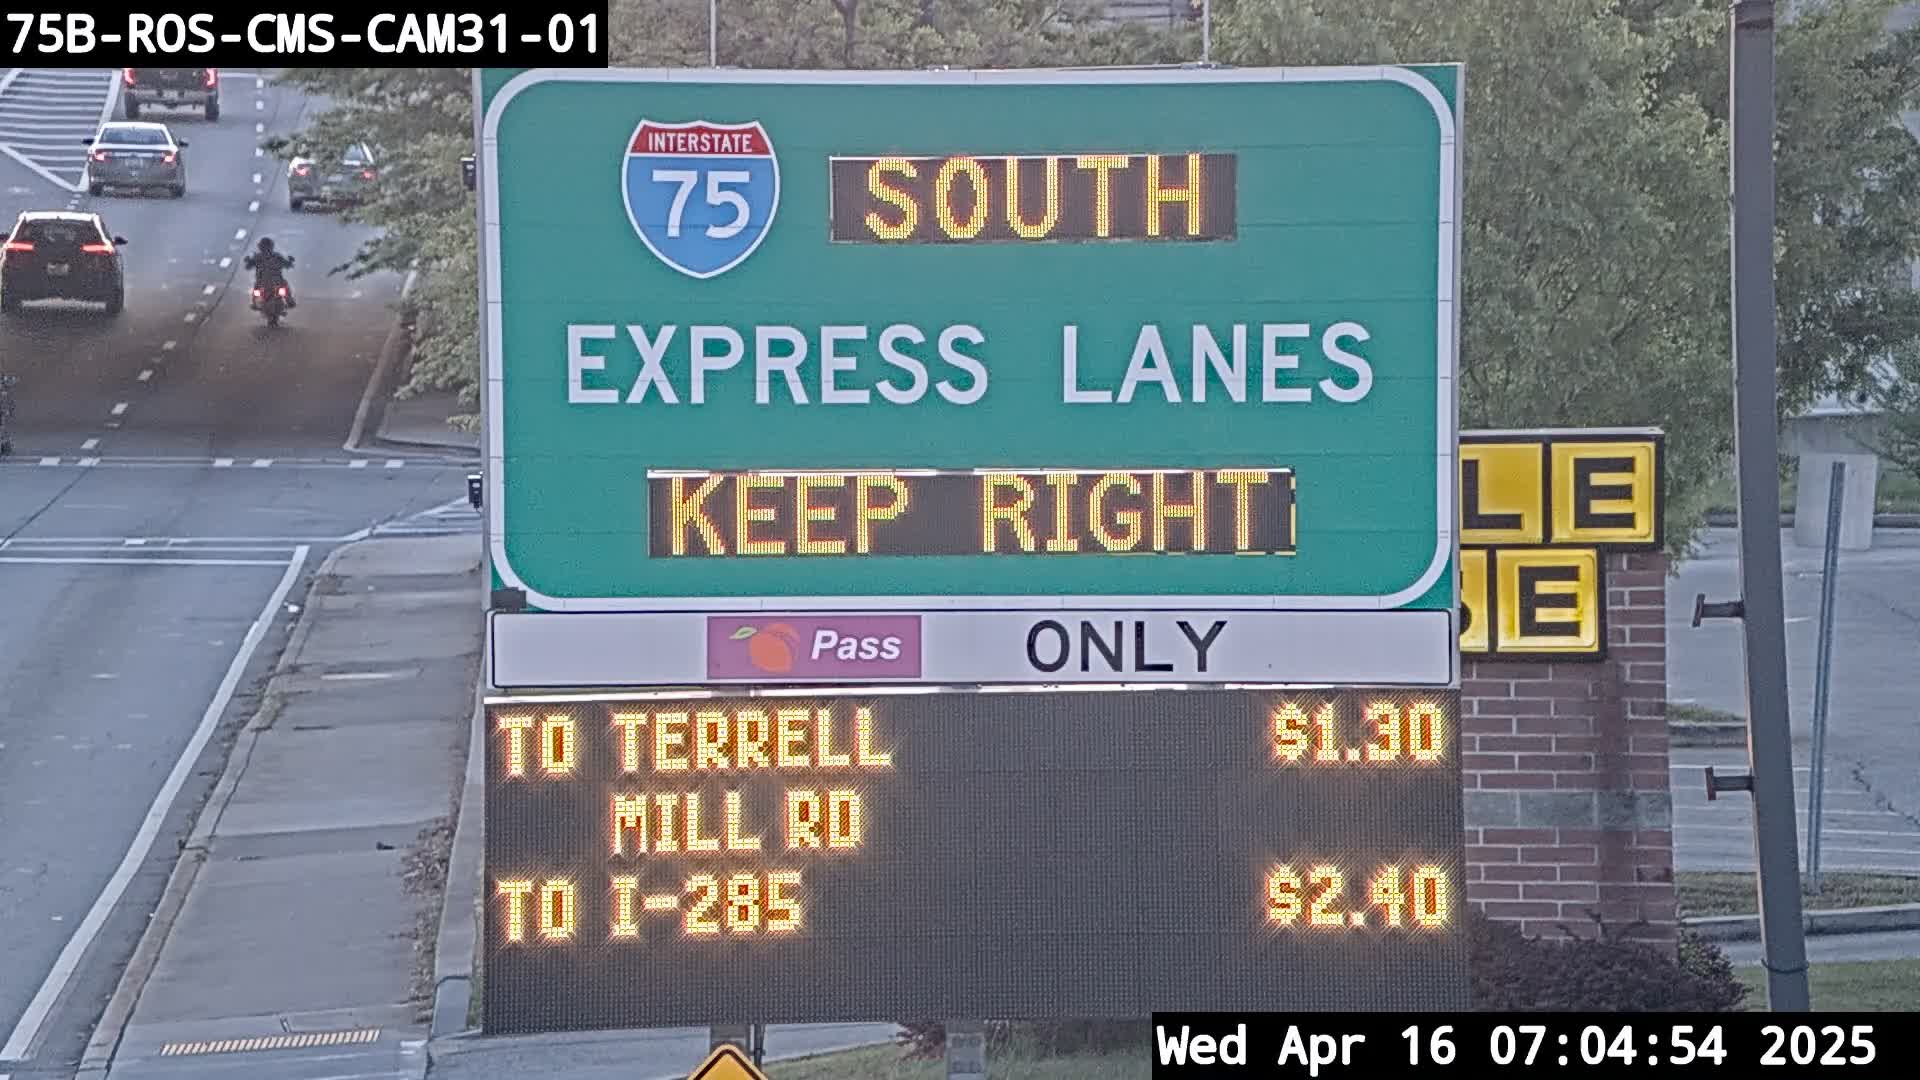 75B-ROS-CMS-CAM31-01
INTERSTATE
75
SOUTH
EXPRESS LANES
KEEP RIGHT
Pass ONLY
TO TERRELL $1.30
MILL RD
TO I-285 $2.40
LE
E
Wed Apr 16 07:04:54 2025